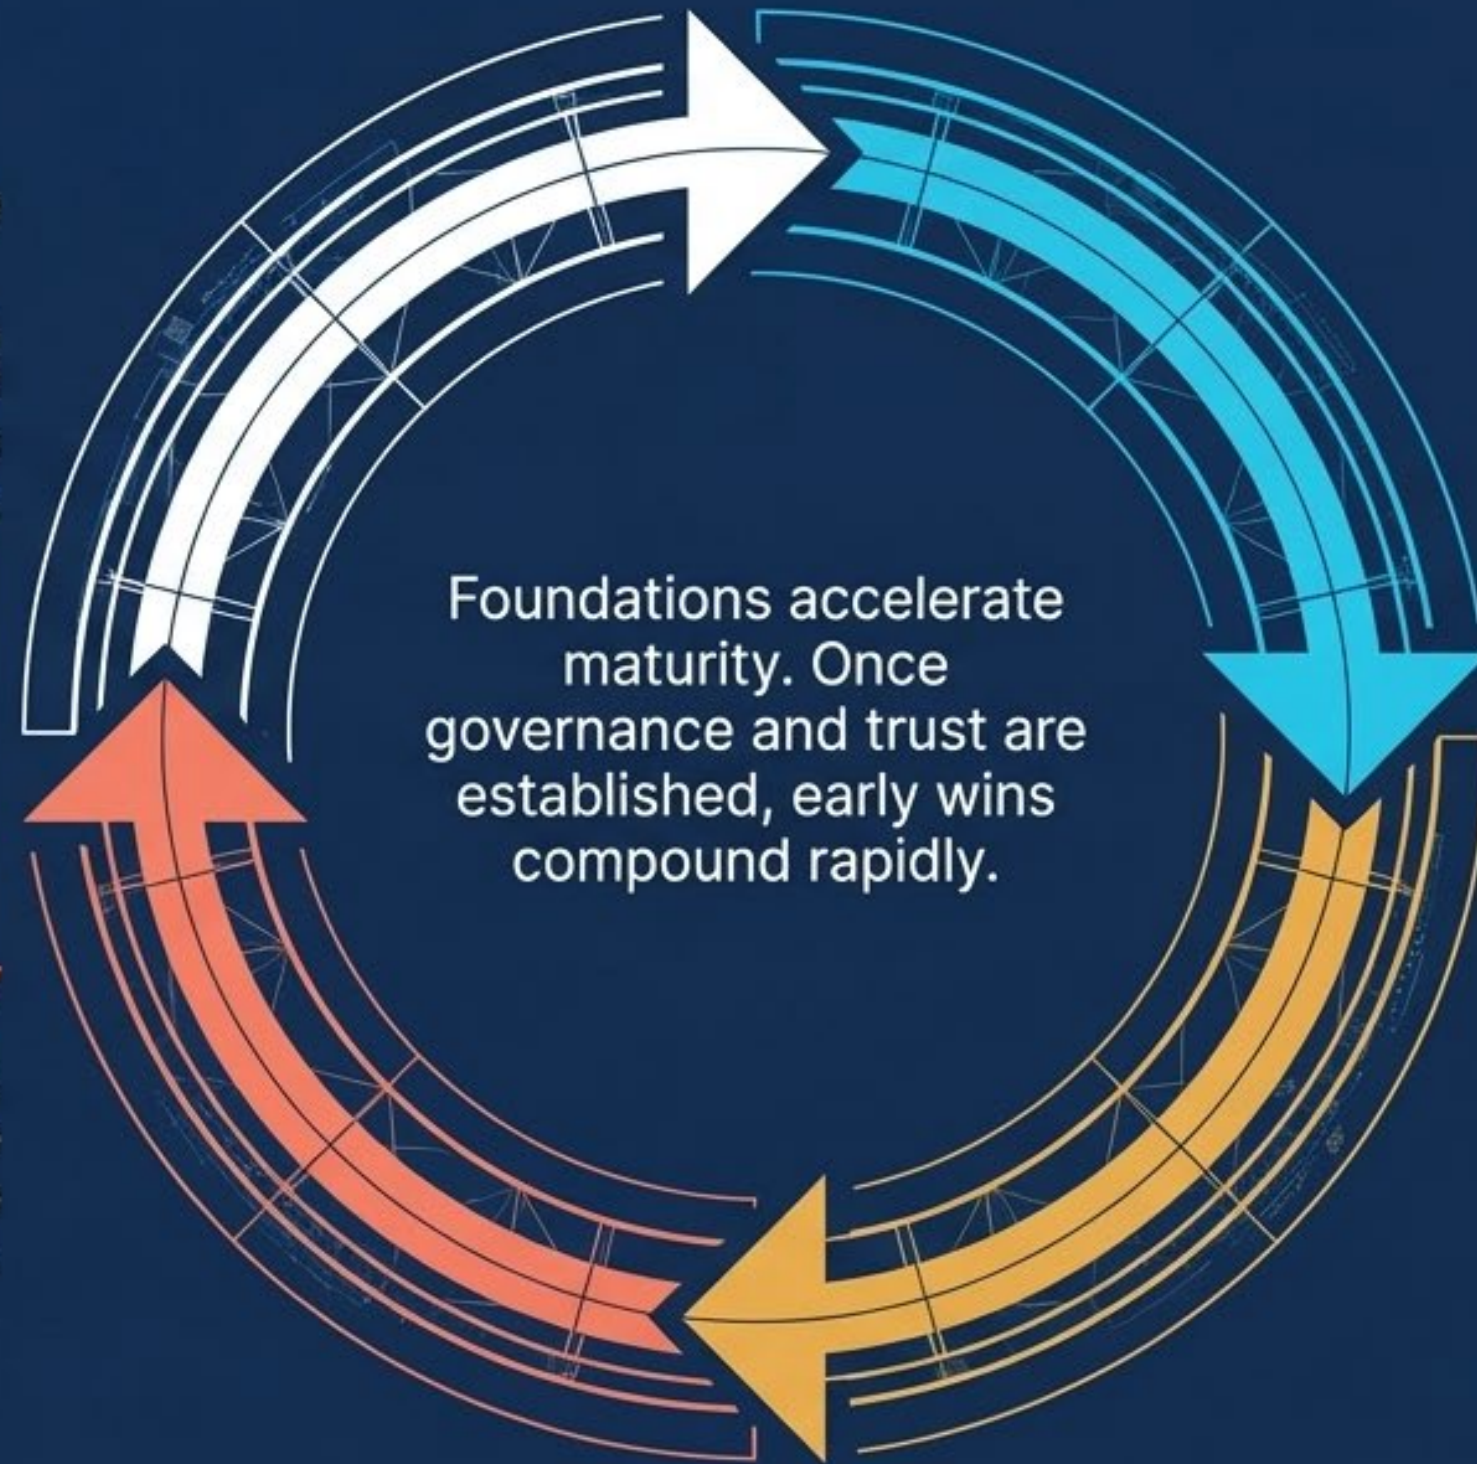 Foundations accelerate
maturity. Once
governance and trust are
established, early wins
compound rapidly.